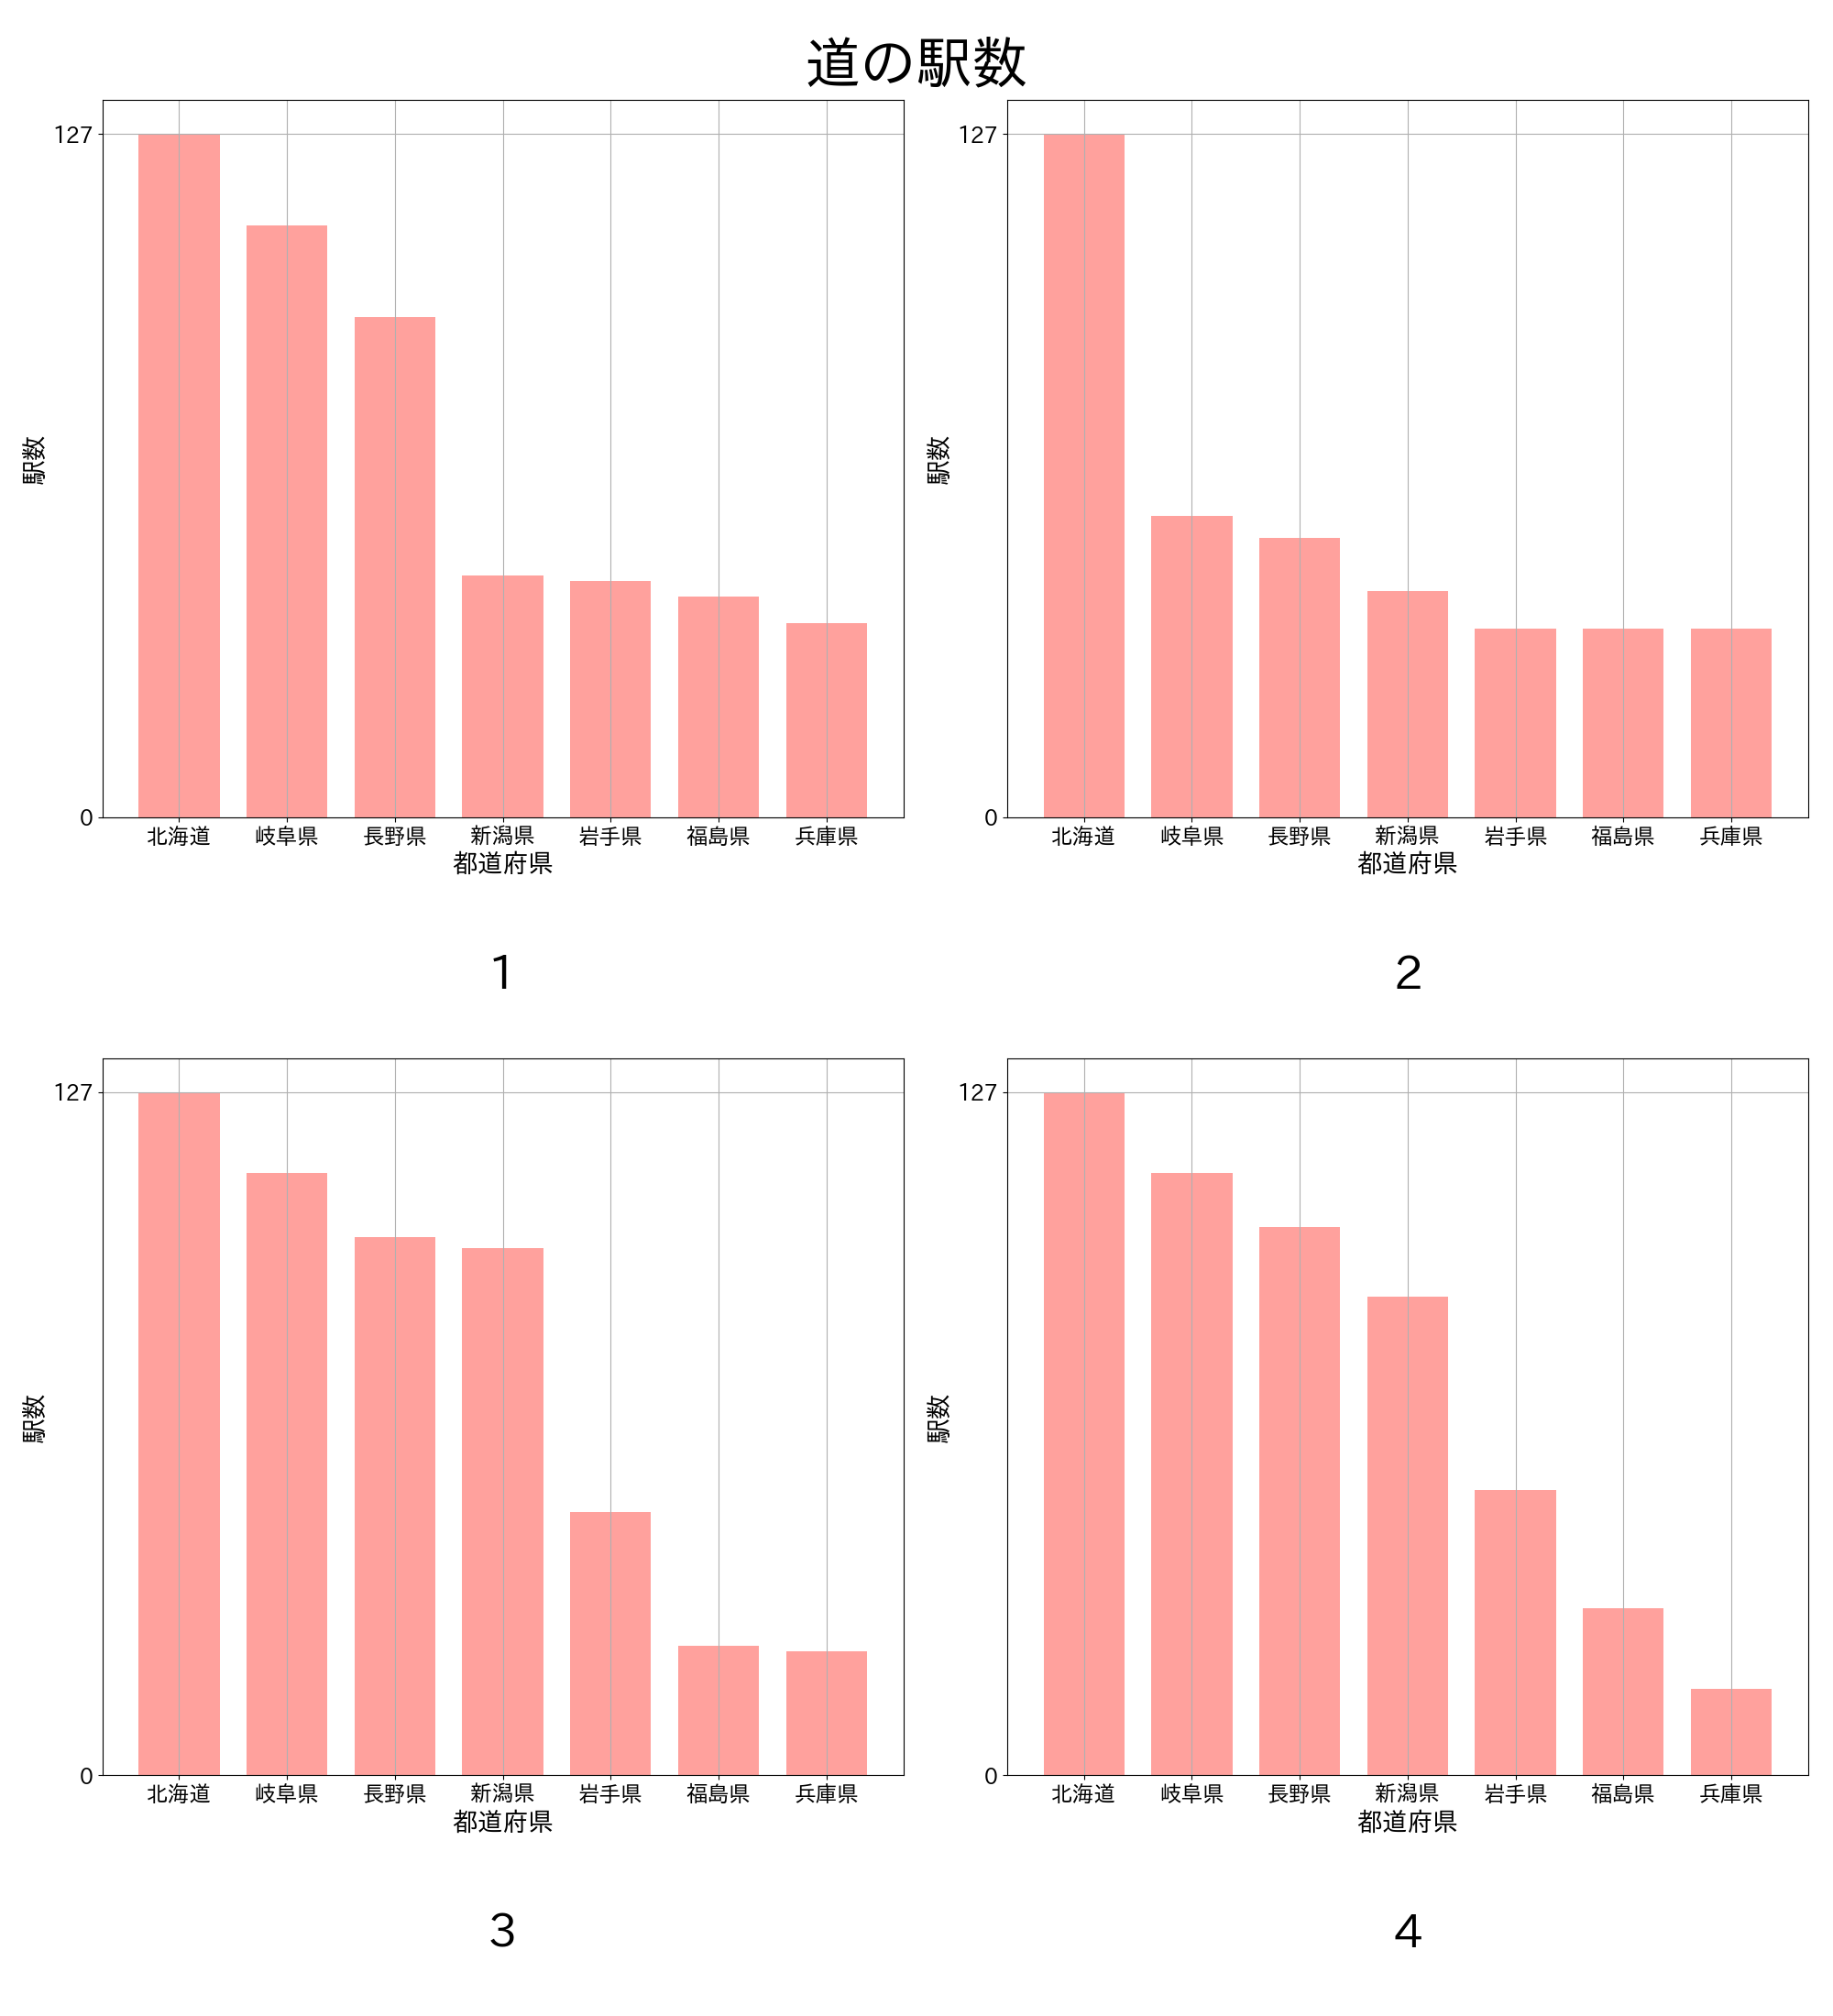 道の駅数
127
0
駅数
北海道 岐阜県 長野県 新潟県 岩手県 福島県 兵庫県
都道府県
1
127
0
駅数
北海道 岐阜県 長野県 新潟県 岩手県 福島県 兵庫県
都道府県
2
127
0
駅数
北海道 岐阜県 長野県 新潟県 岩手県 福島県 兵庫県
都道府県
3
127
0
駅数
北海道 岐阜県 長野県 新潟県 岩手県 福島県 兵庫県
都道府県
4